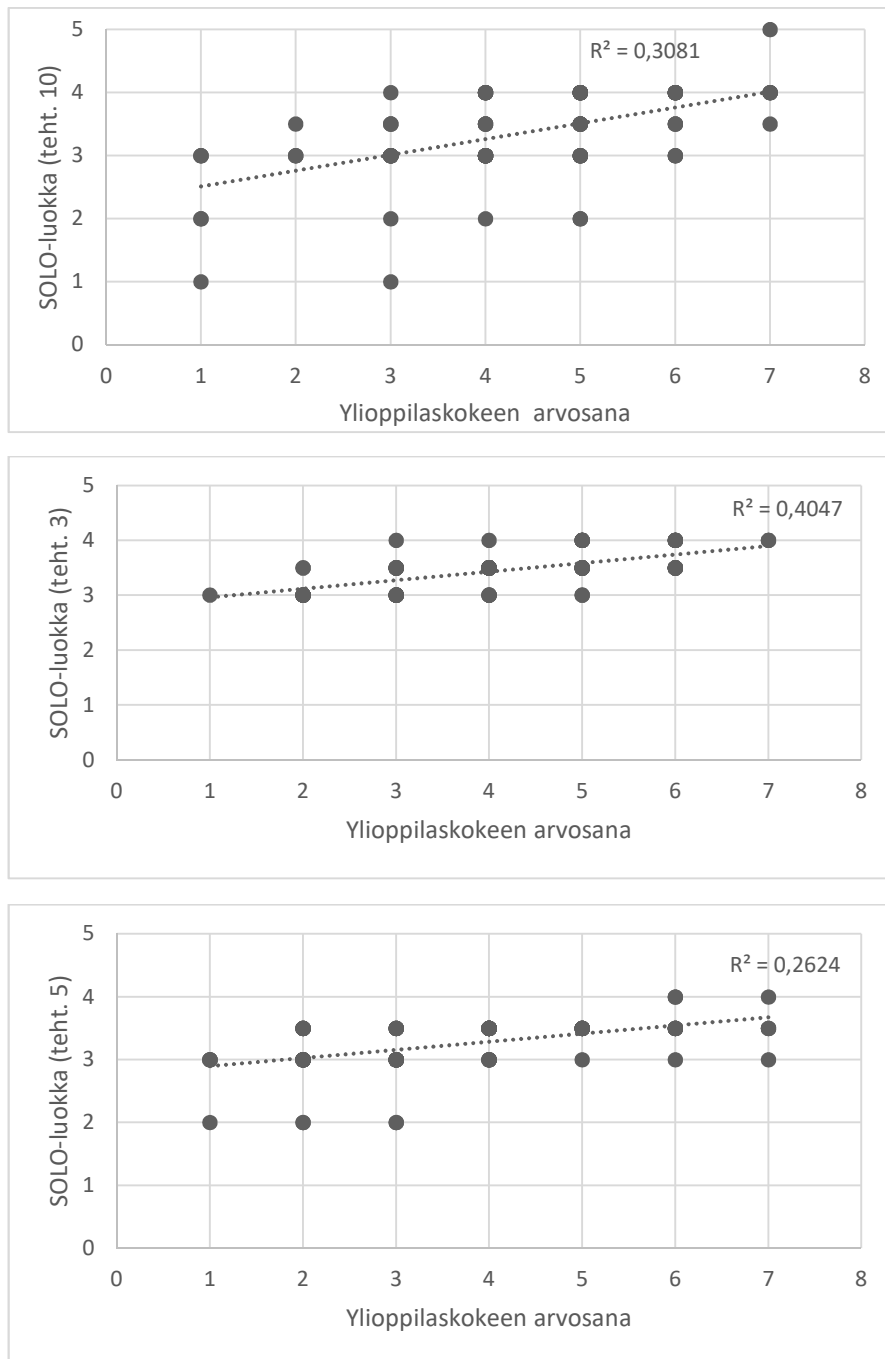 5
4
3
2
1
0
SOLO-luokka (teht. 10)
R² = 0,3081
0 1 2 3 4 5 6 7 8
Ylioppilaskokeen arvosana
5
4
3
2
1
0
SOLO-luokka (teht. 3)
R² = 0,4047
0 1 2 3 4 5 6 7 8
Ylioppilaskokeen arvosana
5
4
3
2
1
0
SOLO-luokka (teht. 5)
R² = 0,2624
0 1 2 3 4 5 6 7 8
Ylioppilaskokeen arvosana